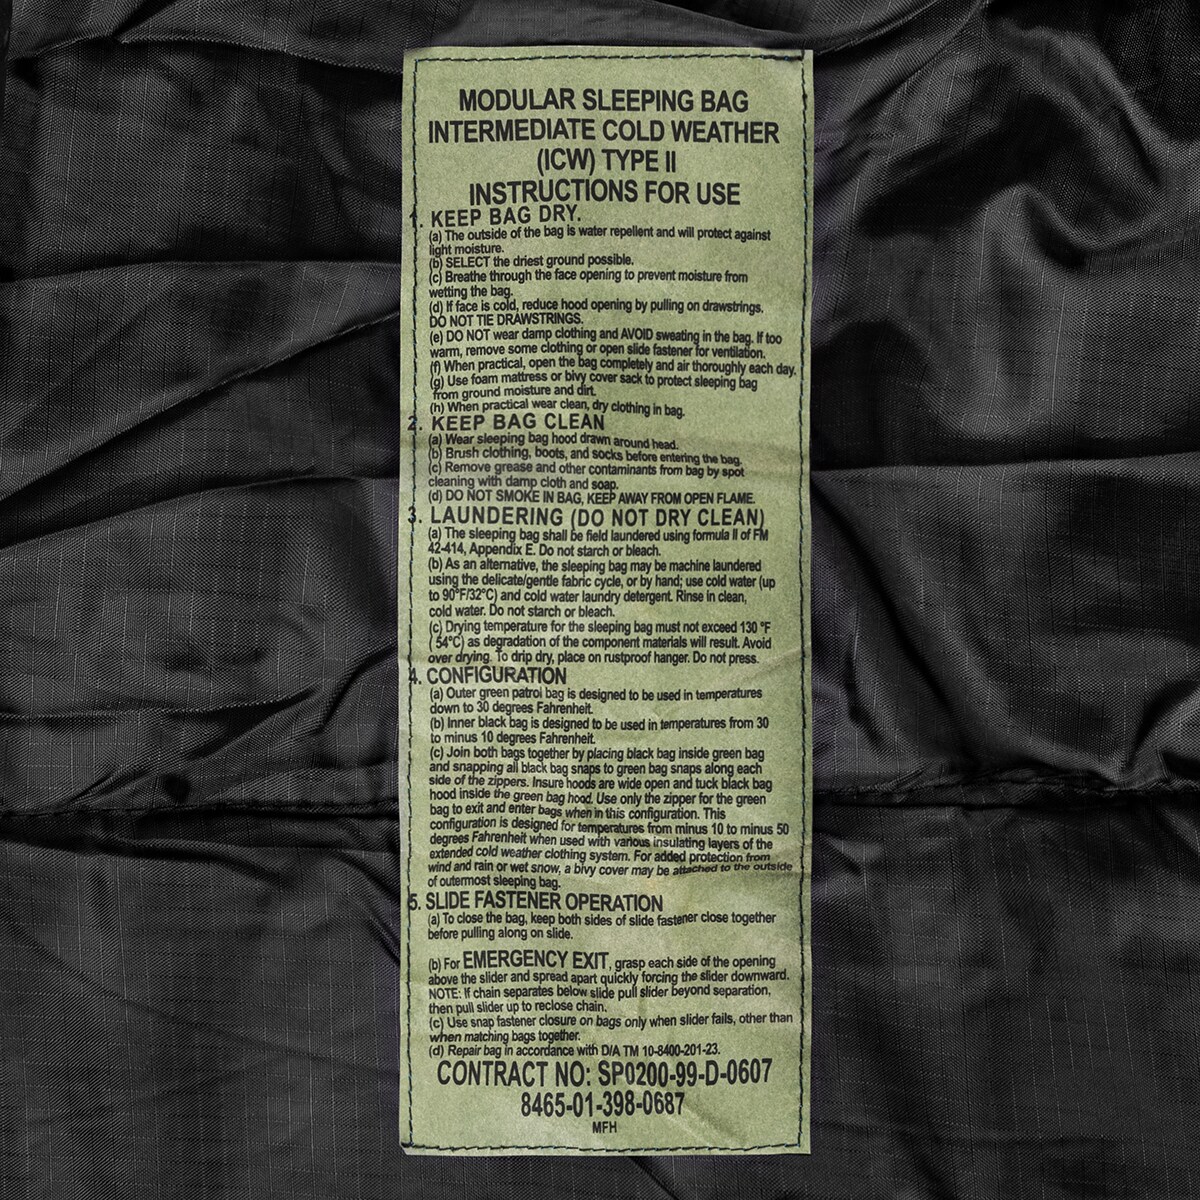 MODULAR SLEEPING BAG
INTERMEDIATE COLD WEATHER
(ICW) TYPE II
INSTRUCTIONS FOR USE
1. KEEP BAG DRY.
(a) The outside of the bag is water repellent and will protect against
light moisture.
(b) SELECT the driest ground possible.
(c) Breathe through the face opening to prevent moisture from
wetting the bag.
(d) If face is cold, reduce hood opening by pulling on drawstrings.
DO NOT TIE DRAWSTRINGS.
(e) DO NOT wear damp clothing and AVOID sweating in the bag. If too
warm, remove some clothing or open slide fastener for ventilation.
(f) When practical, open the bag completely and air thoroughly each day.
(g) Use foam mattress or bivy cover sack to protect sleeping bag
from ground moisture and dirt.
(h) When practical wear clean, dry clothing in bag.
2. KEEP BAG CLEAN
(a) Wear sleeping bag hood drawn around head.
(b) Brush clothing, boots, and socks before entering the bag.
(c) Remove grease and other contaminants from bag by spot
cleaning with damp cloth and soap.
(d) DO NOT SMOKE IN BAG, KEEP AWAY FROM OPEN FLAME.
3. LAUNDERING (DO NOT DRY CLEAN)
(a) The sleeping bag shall be field laundered using formula II of FM
42-414, Appendix E. Do not starch or bleach.
(b) As an alternative, the sleeping bag may be machine laundered
using the delicate/gentle fabric cycle, or by hand; use cold water (up
to 90°F/32°C) and cold water laundry detergent. Rinse in clean,
cold water. Do not starch or bleach.
(c) Drying temperature for the sleeping bag must not exceed 130 °F
( 54°C) as degradation of the component materials will result. Avoid
over drying. To drip dry, place on rustproof hanger. Do not press.
4. CONFIGURATION
(a) Outer green patrol bag is designed to be used in temperatures
down to 30 degrees Fahrenheit.
(b) Inner black bag is designed to be used in temperatures from 30
to minus 10 degrees Fahrenheit.
(c) Join both bags together by placing black bag inside green bag
and snapping all black bag snaps to green bag snaps along each
side of the zippers. Insure hoods are wide open and tuck black bag
hood inside the green bag hood. Use only the zipper for the green
bag to exit and enter bags when in this configuration. This
configuration is designed for temperatures from minus 10 to minus 50
degrees Fahrenheit when used with various insulating layers of the
extended cold weather clothing system. For added protection from
wind and rain or wet snow, a bivy cover may be attached to the outside
of outermost sleeping bag.
5. SLIDE FASTENER OPERATION
(a) To close the bag, keep both sides of slide fastener close together
before pulling along on slide.
(b) For EMERGENCY EXIT, grasp each side of the opening
above the slider and spread apart quickly forcing the slider downward.
NOTE: If chain separates below slide pull slider beyond separation,
then pull slider up to reclose chain.
(c) Use snap fastener closure on bags only when slider fails, other than
when matching bags together.
(d) Repair bag in accordance with D/A TM 10-8400-201-23.
CONTRACT NO: SP0200-99-D-0607
8465-01-398-0687
MFH